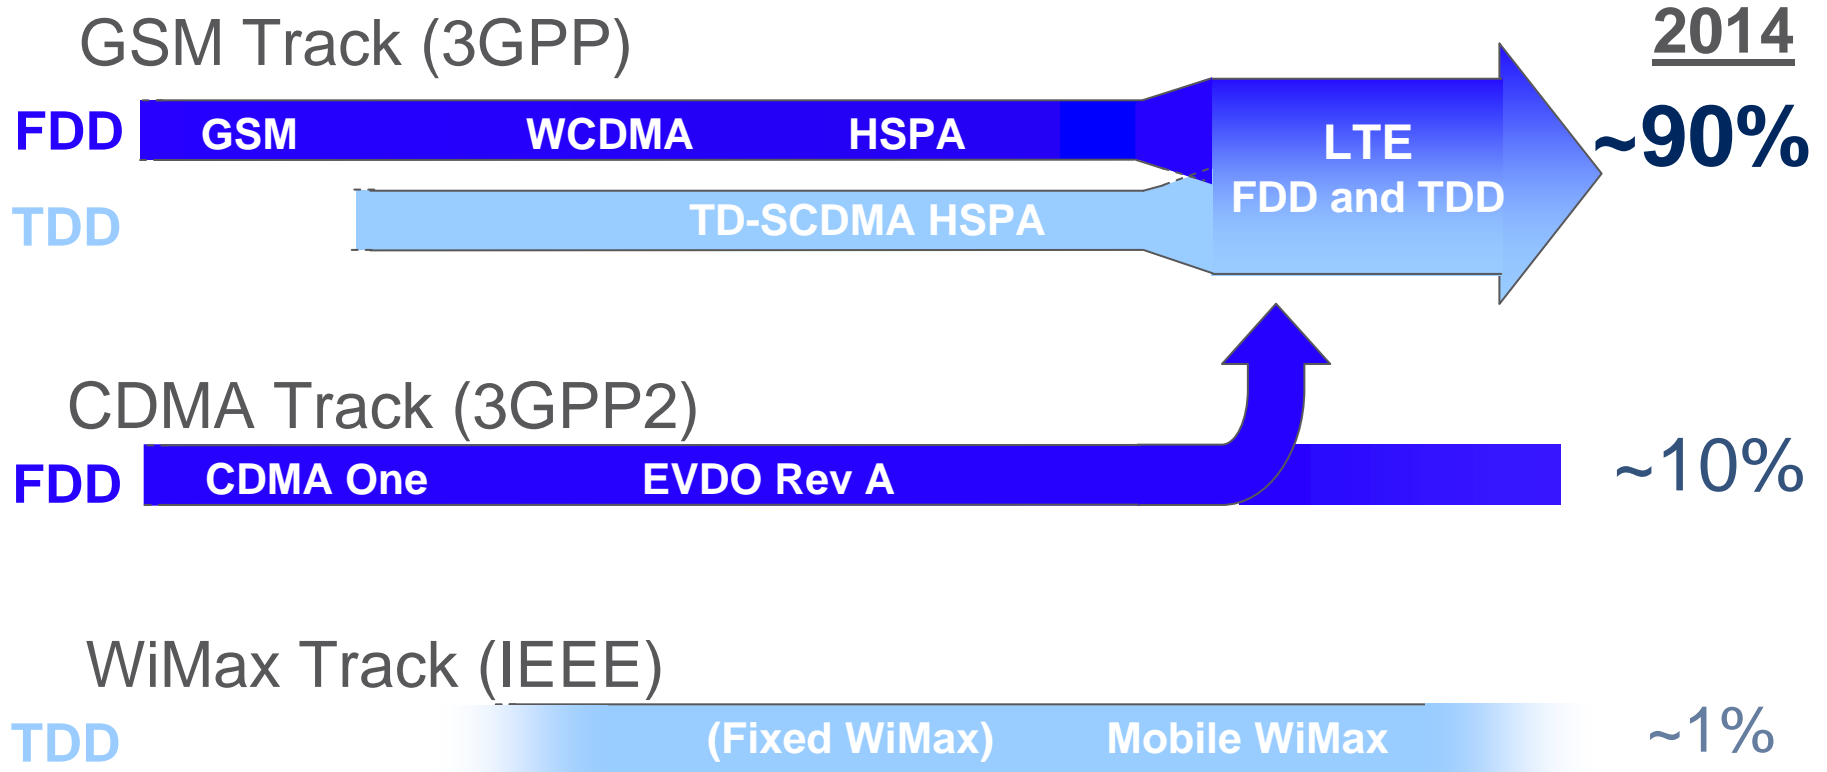 GSM Track (3GPP)
2014
FDD GSM WCDMA HSPA LTE ~90%
TDD TD-SCDMA HSPA FDD and TDD
CDMA Track (3GPP2)
FDD CDMA One EVDO Rev A ~10%
WiMax Track (IEEE)
TDD (Fixed WiMax) Mobile WiMax ~1%